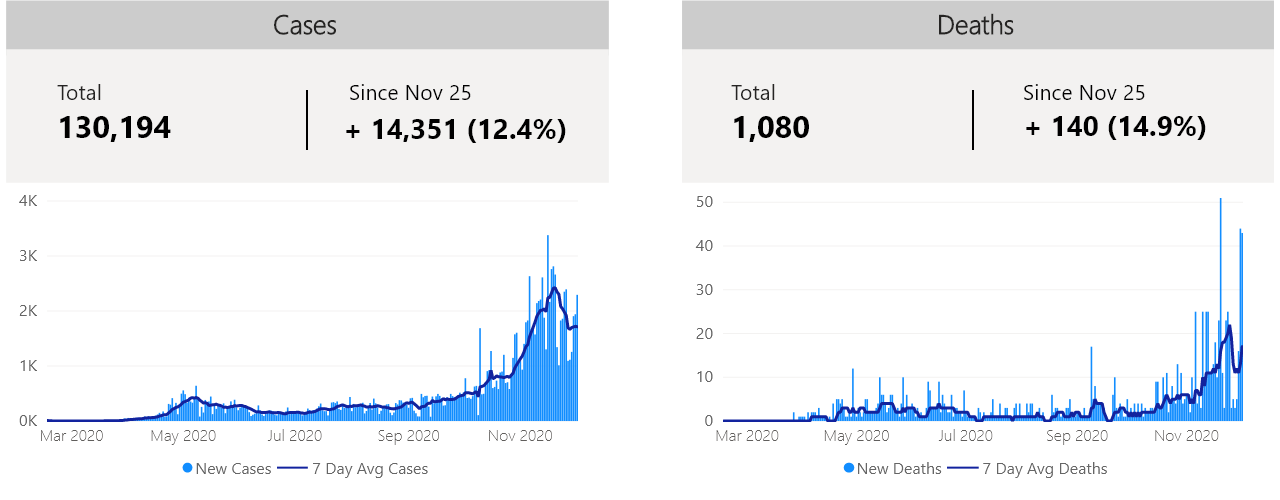 Cases
Total
Since Nov 25
130,194
+ 14,351 (12.4%)
4K
3K
2K
1K
0K
Mar 2020 May 2020 Jul 2020 Sep 2020 Nov 2020
New Cases 7 Day Avg Cases
Deaths
Total
Since Nov 25
1,080
+ 140 (14.9%)
50
40
30
20
10
0
Mar 2020 May 2020 Jul 2020 Sep 2020 Nov 2020
New Deaths 7 Day Avg Deaths